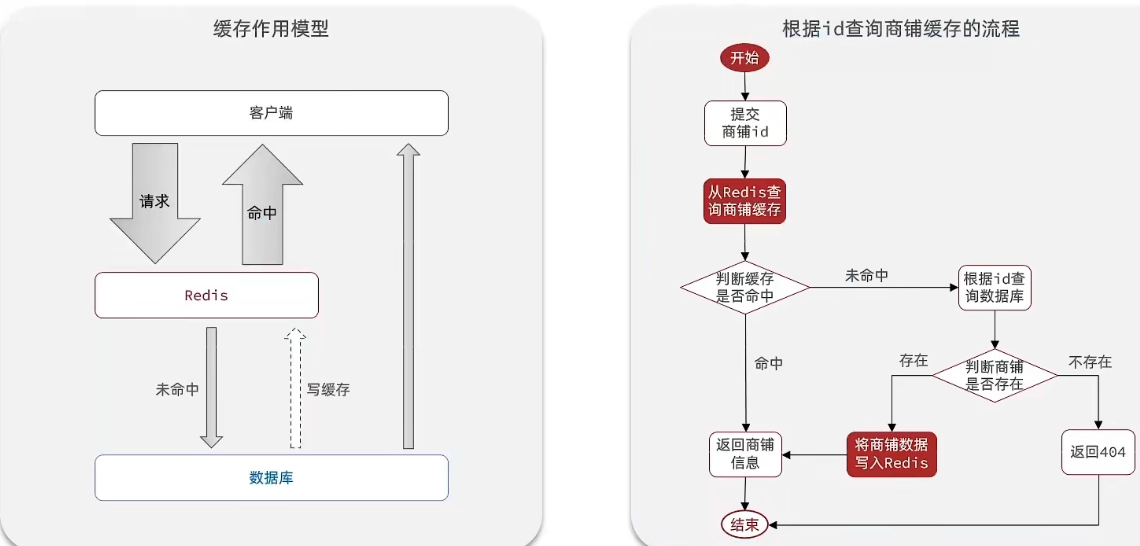 缓存作用模型
客户端
请求
命中
Redis
未命中
写缓存
数据库
根据id查询商铺缓存的流程
开始
提交
商铺id
从Redis查
询商铺缓存
判断缓存
是否命中
未命中
根据id查
询数据库
命中
判断商铺
是否存在
存在
不存在
返回商铺
信息
将商铺数据
写入Redis
返回404
结束